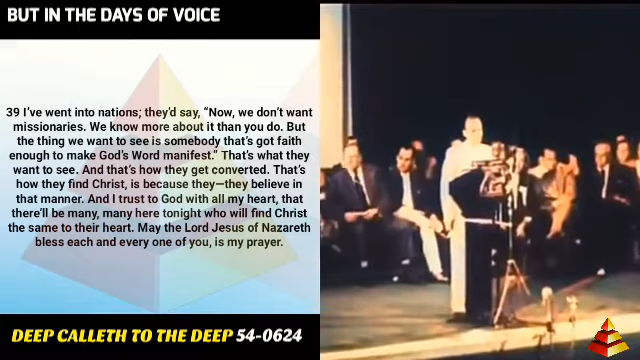 BUT IN THE DAYS OF VOICE
39 I've went into nations; they'd say, “Now, we don't want
missionaries. We know more about it than you do. But
the thing we want to see is somebody that's got faith
enough to make God's Word manifest.” That's what they
want to see. And that's how they get converted. That's
how they find Christ, is because they—they believe in
that manner. And I trust to God with all my heart, that
there'll be many, many here tonight who will find Christ
the same to their heart. May the Lord Jesus of Nazareth
bless each and every one of you, is my prayer.
DEEP CALLETH TO THE DEEP 54-0624